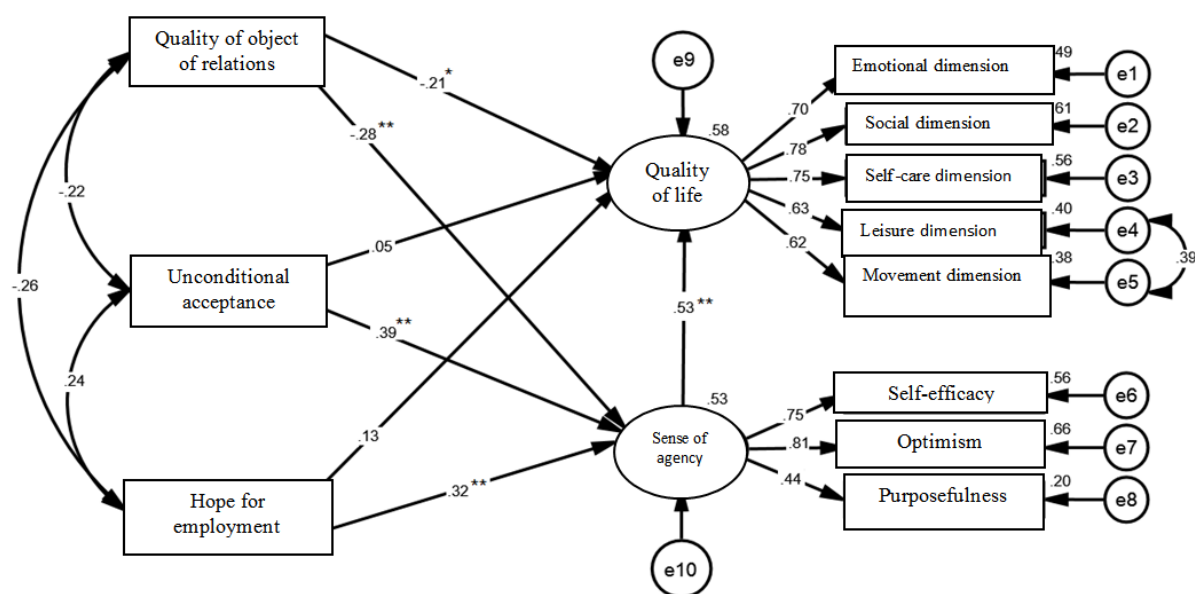 Quality of object
of relations
Unconditional
acceptance
Hope for
employment
-.22
-.26
.24
-.21*
-.28**
.05
.39**
.13
.32**
e9
.58
Quality
of life
.53**
.53
Sense of
agency
e10
.70
.78
.75
.63
.62
Emotional dimension
.49
e1
Social dimension
.61
e2
Self-care dimension
.56
e3
Leisure dimension
.40
e4
Movement dimension
.38
e5
.39
.75
.81
.44
Self-efficacy
.56
e6
Optimism
.66
e7
Purposefulness
.20
e8